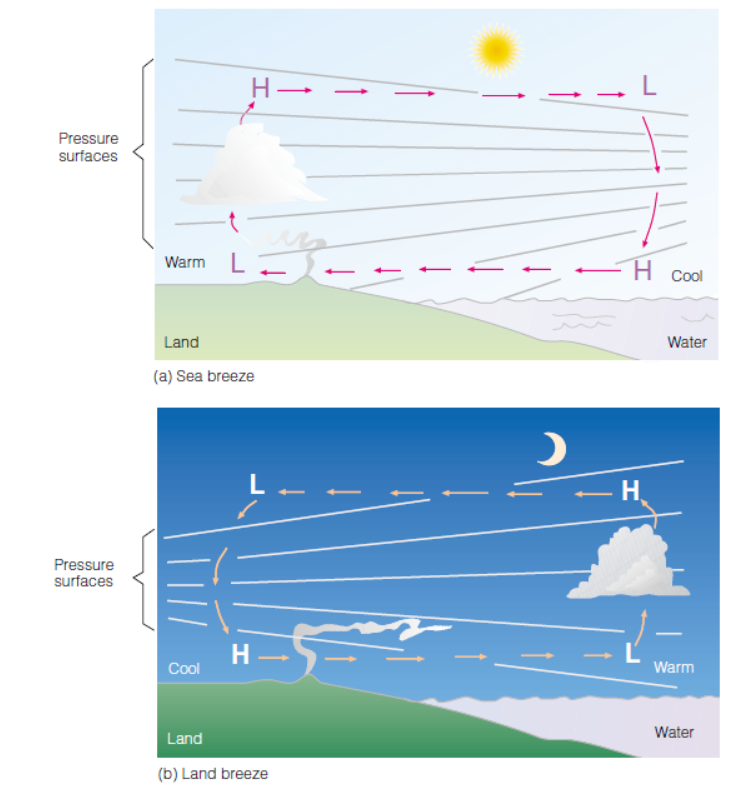 H
L
Pressure
surfaces
Warm
L
H
Cool
Land
Water
(a) Sea breeze
L
H
Pressure
surfaces
H
L
Cool
Warm
Land
Water
(b) Land breeze